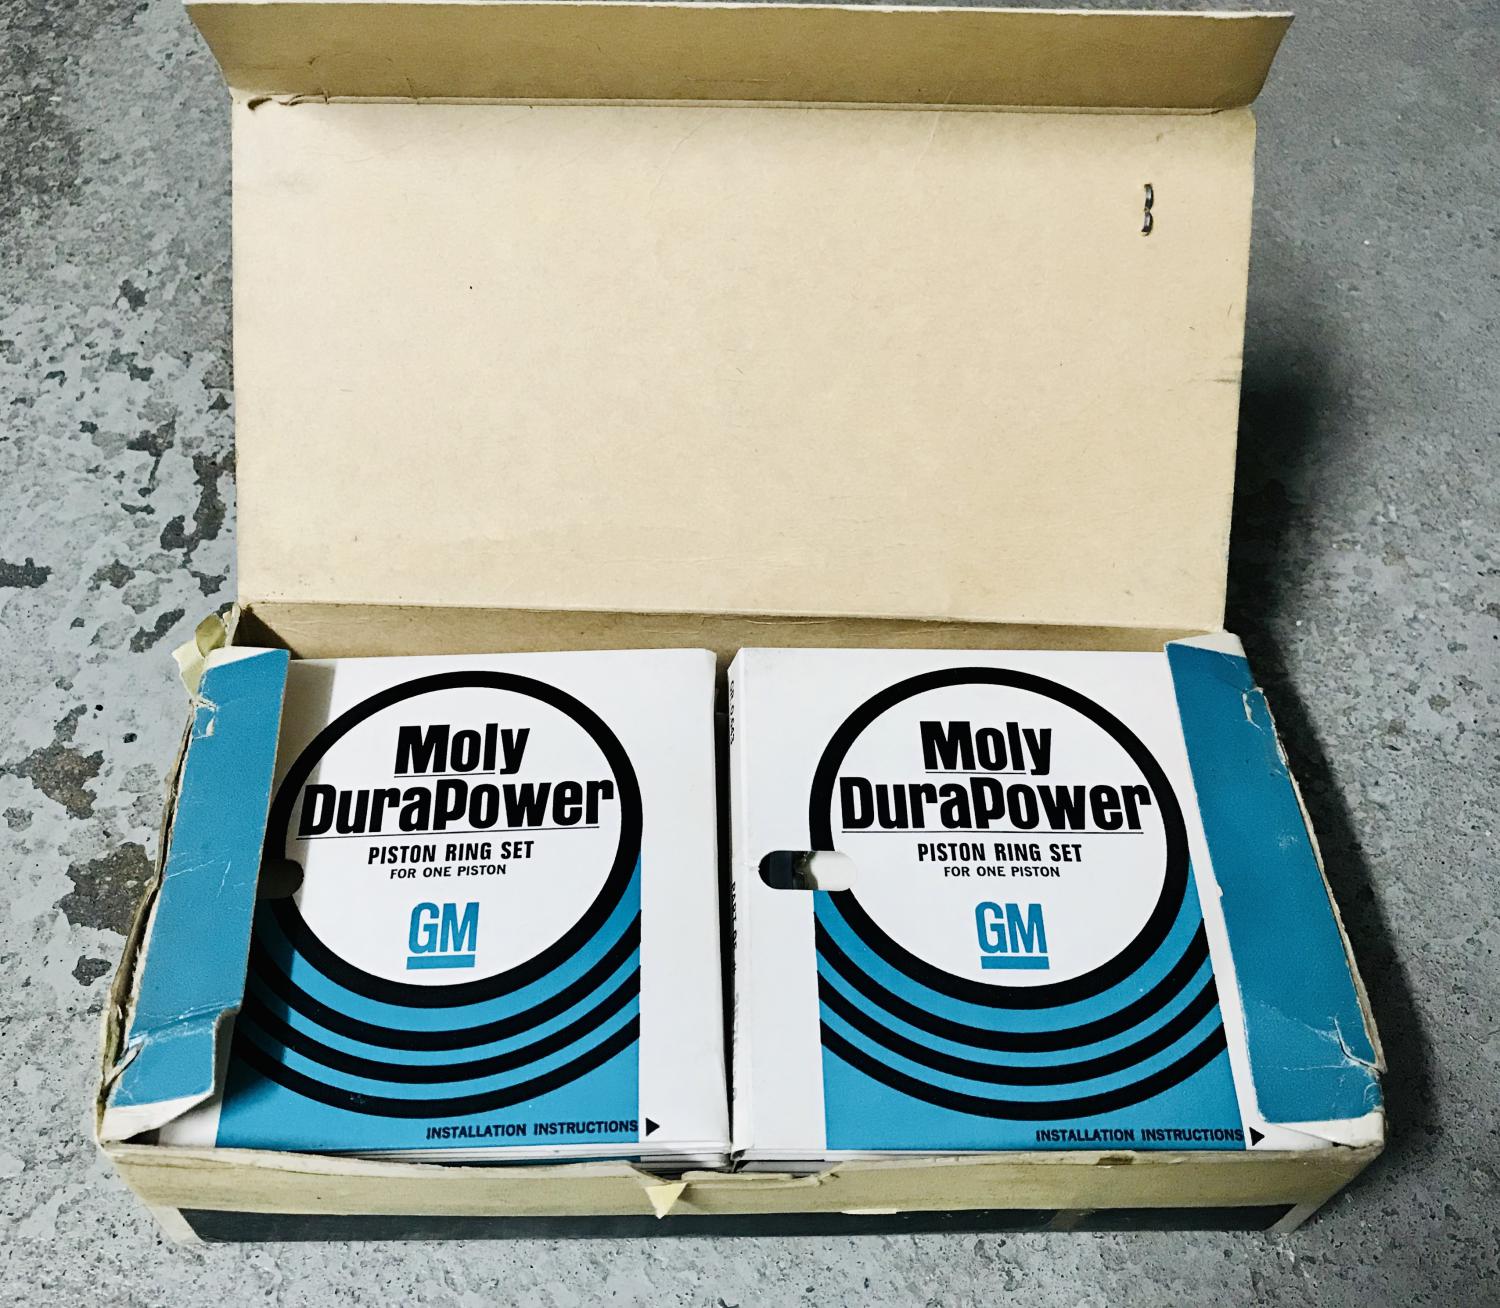 Moly
DuraPower
PISTON RING SET
FOR ONE PISTON
GM
INSTALLATION INSTRUCTIONS
Moly
DuraPower
PISTON RING SET
FOR ONE PISTON
GM
INSTALLATION INSTRUCTIONS